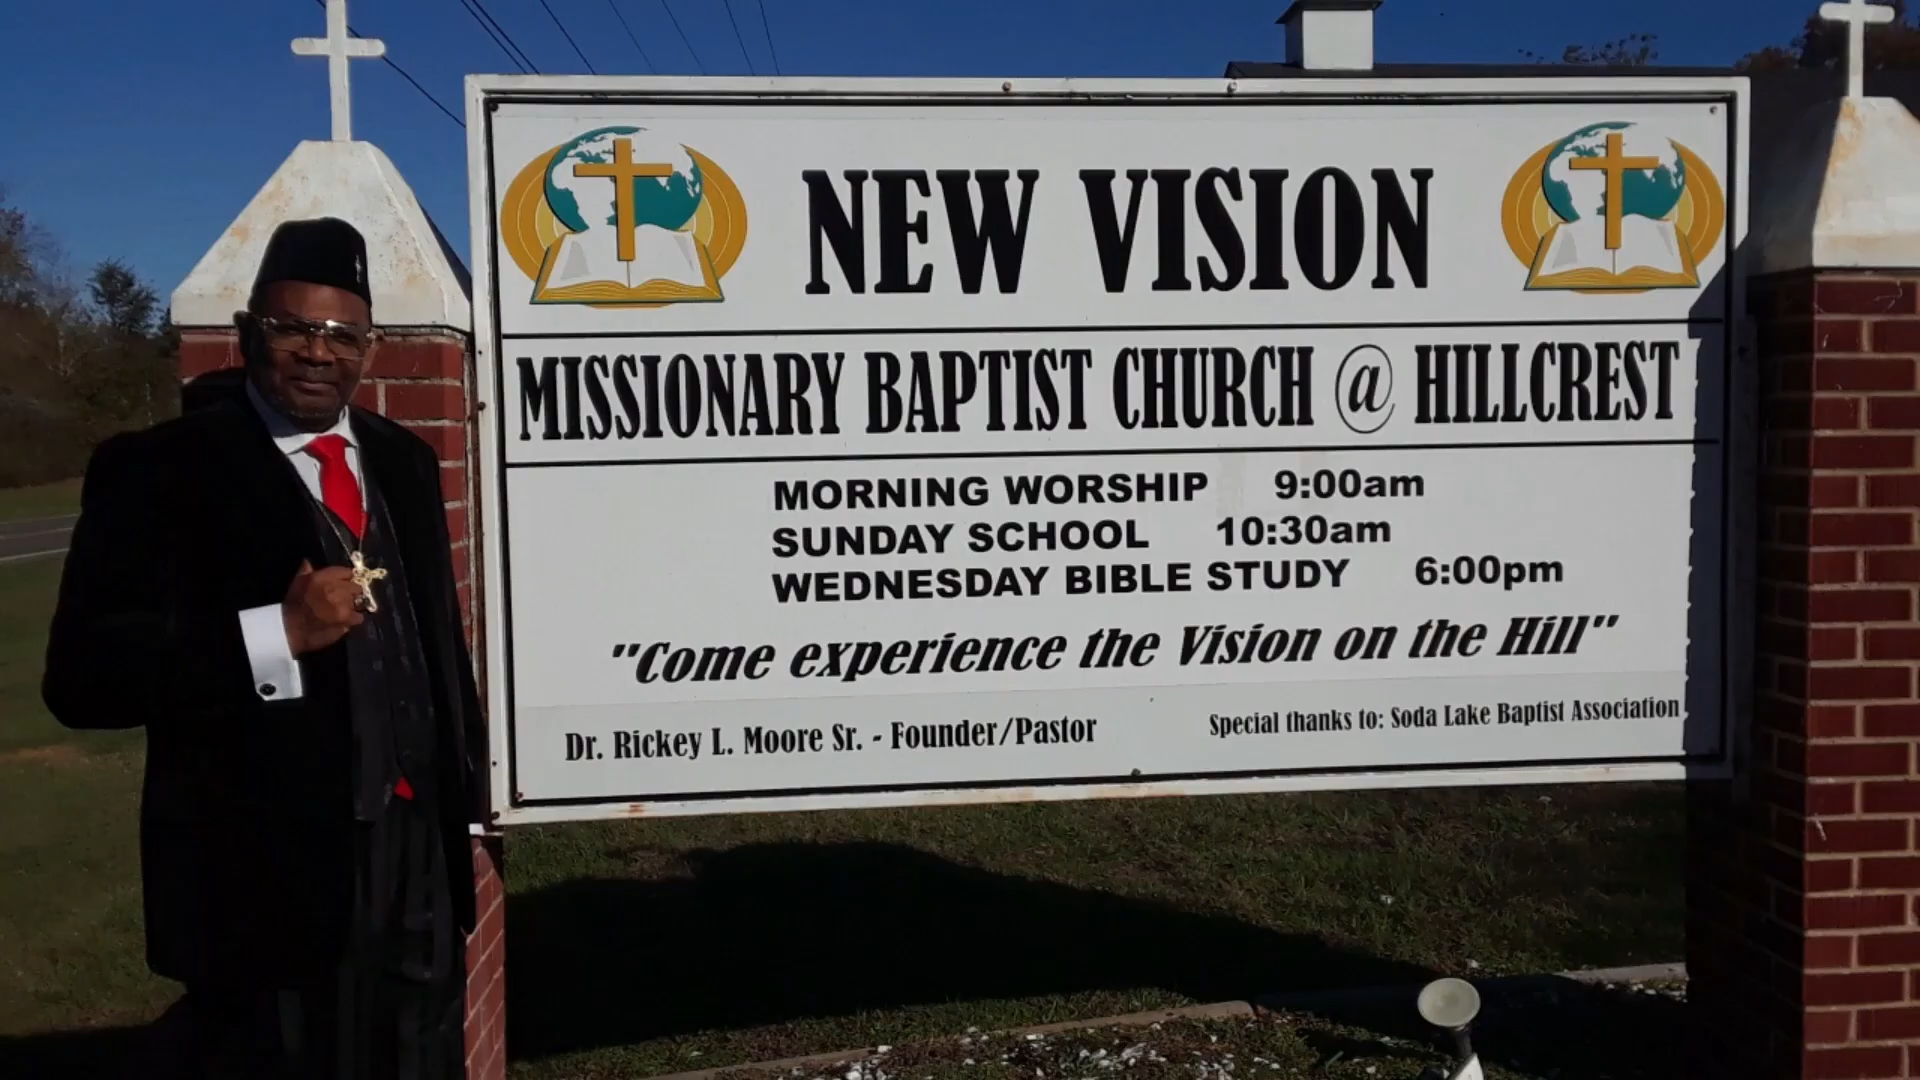 NEW VISION
MISSIONARY BAPTIST CHURCH @ HILLCREST
MORNING WORSHIP 9:00am
SUNDAY SCHOOL 10:30am
WEDNESDAY BIBLE STUDY 6:00pm
"Come experience the Vision on the Hill"
Dr. Rickey L. Moore Sr. - Founder/Pastor
Special thanks to: Soda Lake Baptist Association